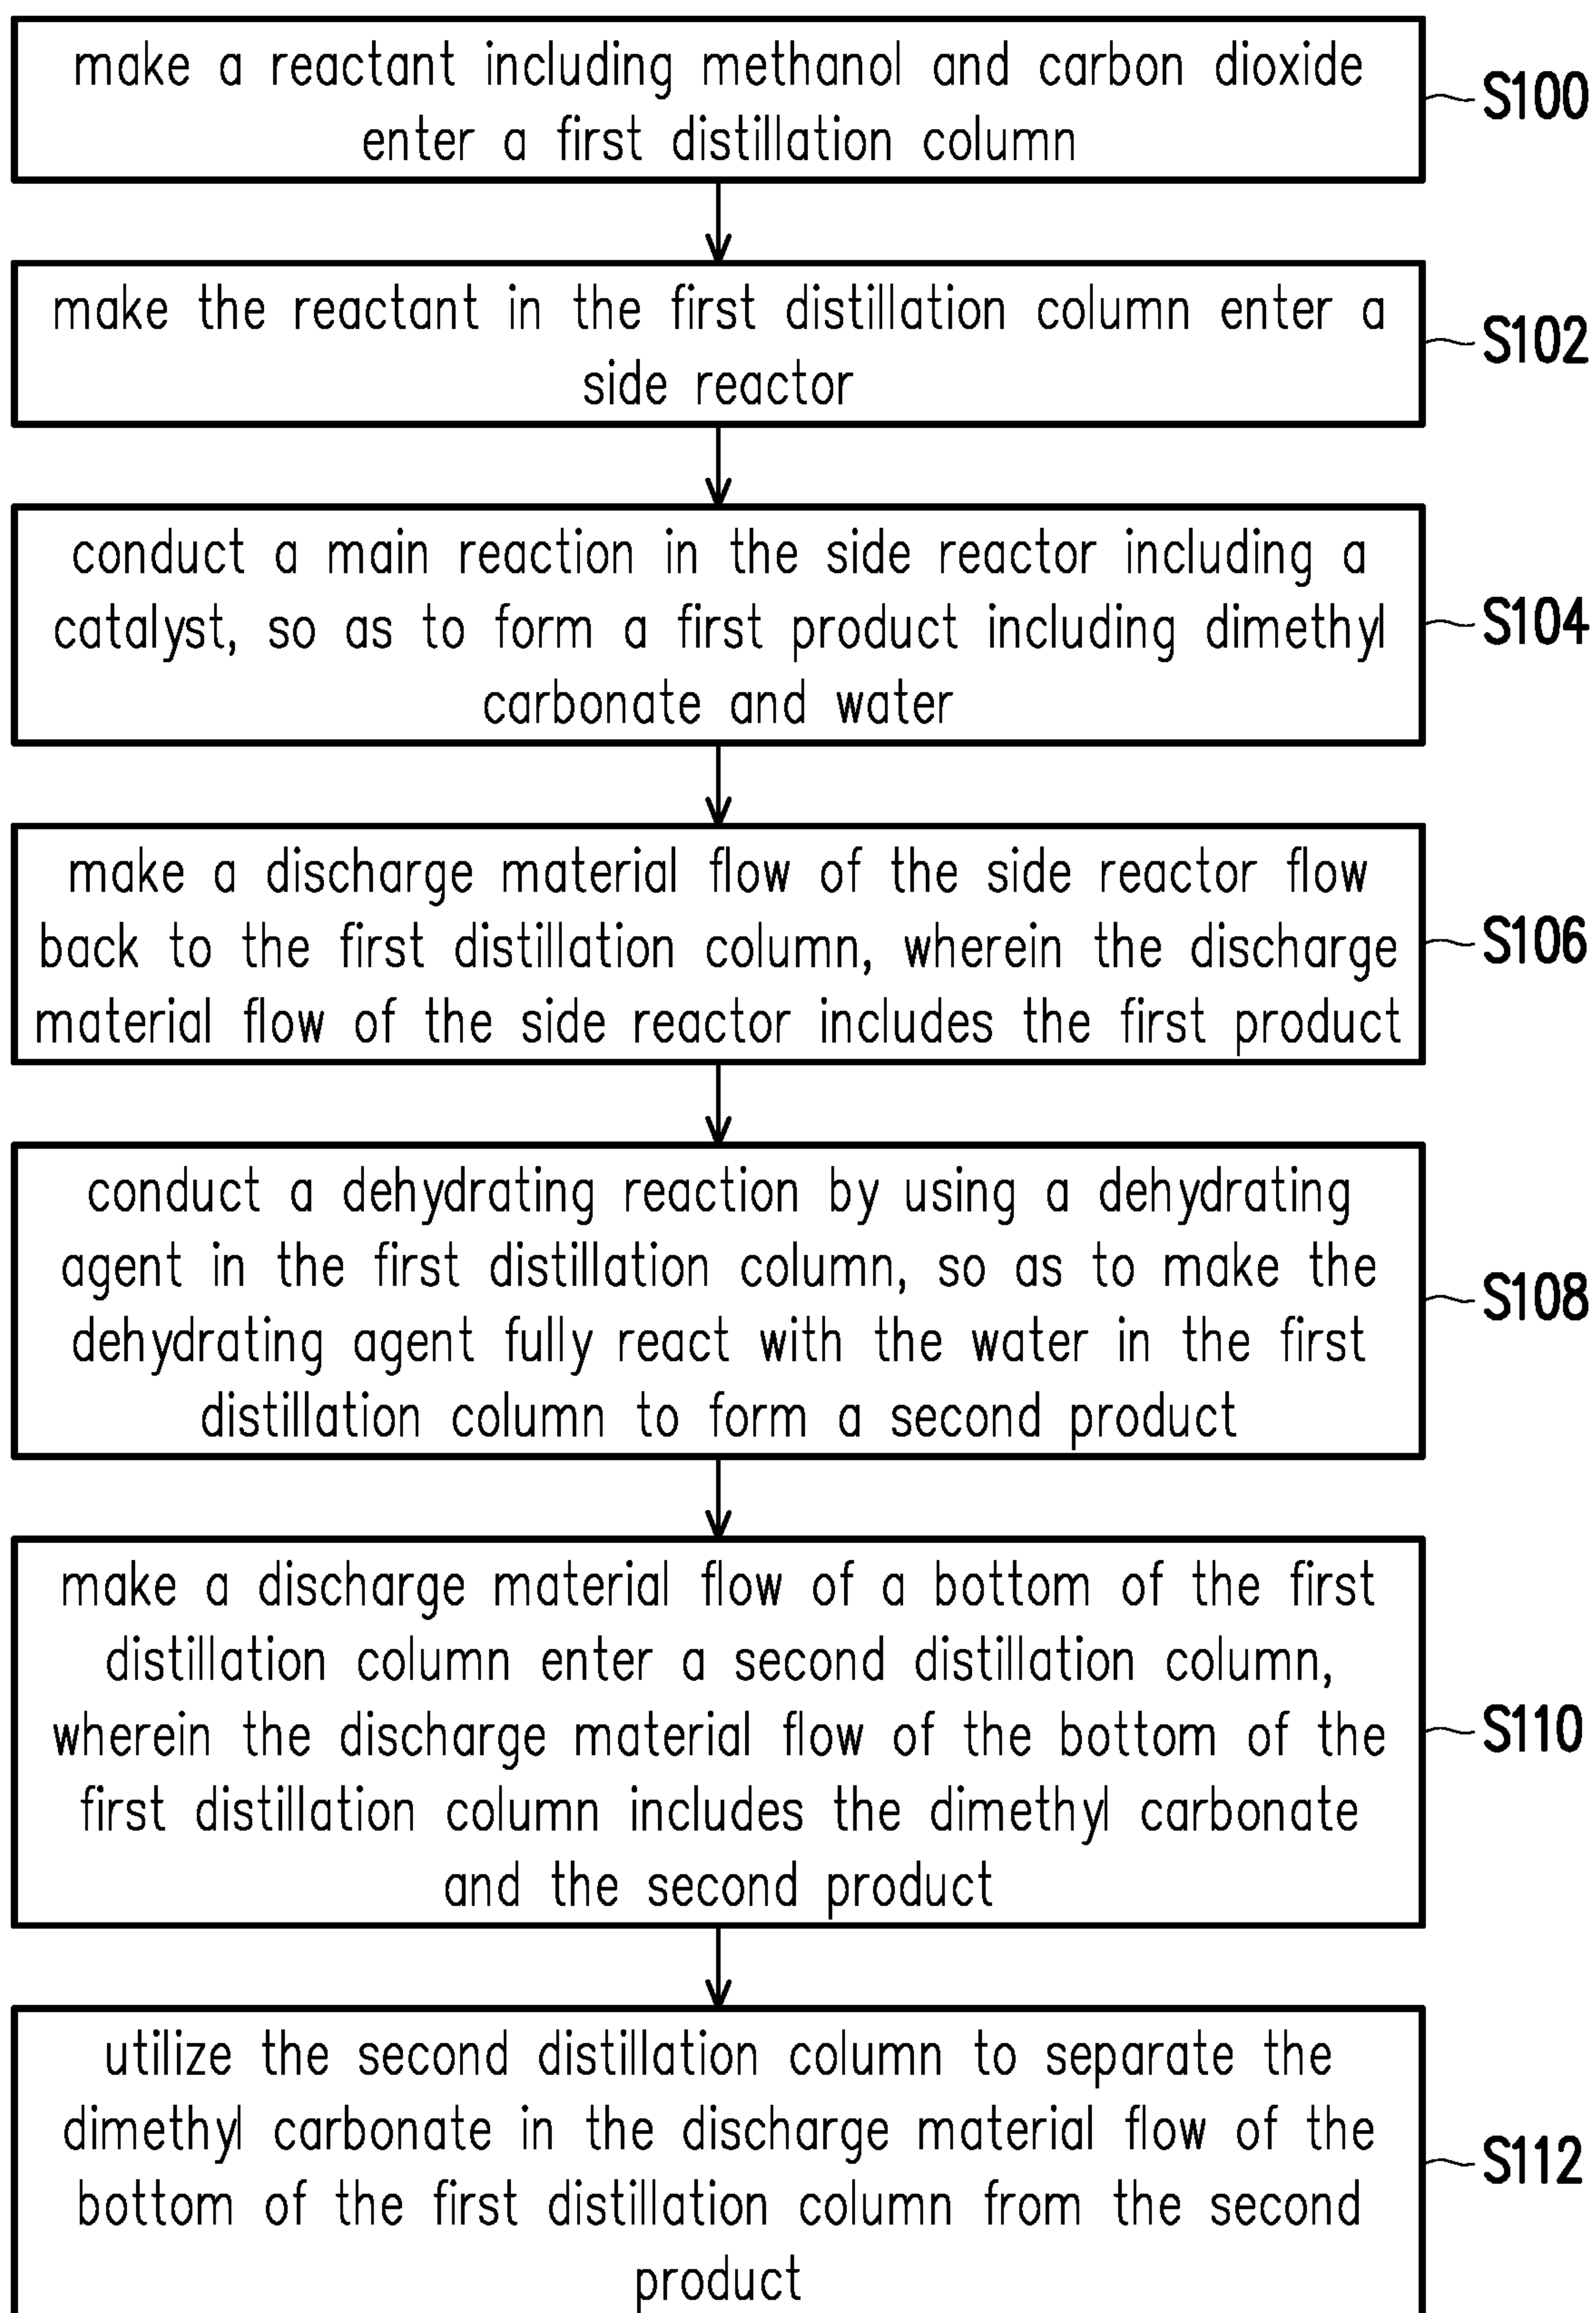 make a reactant including methanol and carbon dioxide
enter a first distillation column
S100
make the reactant in the first distillation column enter a
side reactor
S102
conduct a main reaction in the side reactor including a
catalyst, so as to form a first product including dimethyl
carbonate and water
S104
make a discharge material flow of the side reactor flow
back to the first distillation column, wherein the discharge
material flow of the side reactor includes the first product
S106
conduct a dehydrating reaction by using a dehydrating
agent in the first distillation column, so as to make the
dehydrating agent fully react with the water in the first
distillation column to form a second product
S108
make a discharge material flow of a bottom of the first
distillation column enter a second distillation column,
wherein the discharge material flow of the bottom of the
first distillation column includes the dimethyl carbonate
and the second product
S110
utilize the second distillation column to separate the
dimethyl carbonate in the discharge material flow of the
bottom of the first distillation column from the second
product
S112